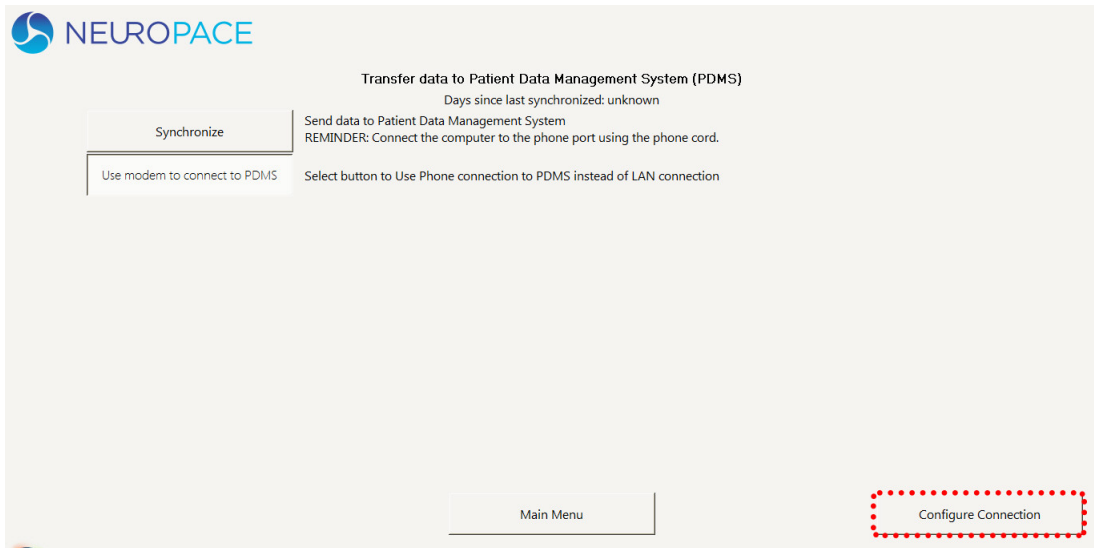 NEUROPACE
Transfer data to Patient Data Management System (PDMS)
Days since last synchronized: unknown
Synchronize
Send data to Patient Data Management System
REMINDER: Connect the computer to the phone port using the phone cord.
Use modem to connect to PDMS
Select button to Use Phone connection to PDMS instead of LAN connection
Main Menu
Configure Connection